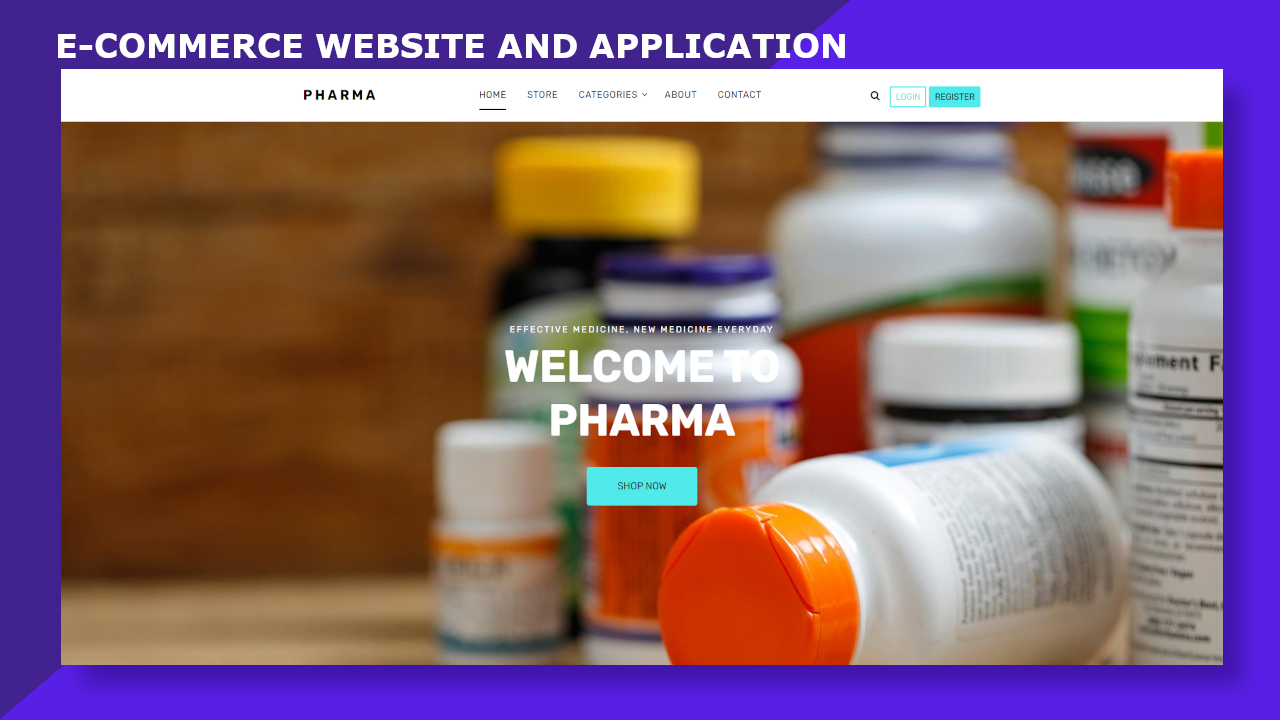 E-COMMERCE WEBSITE AND APPLICATION
PHARMA
HOME STORE CATEGORIES ABOUT CONTACT
LOGIN REGISTER
EFFECTIVE MEDICINE, NEW MEDICINE EVERYDAY
WELCOME TO
PHARMA
SHOP NOW